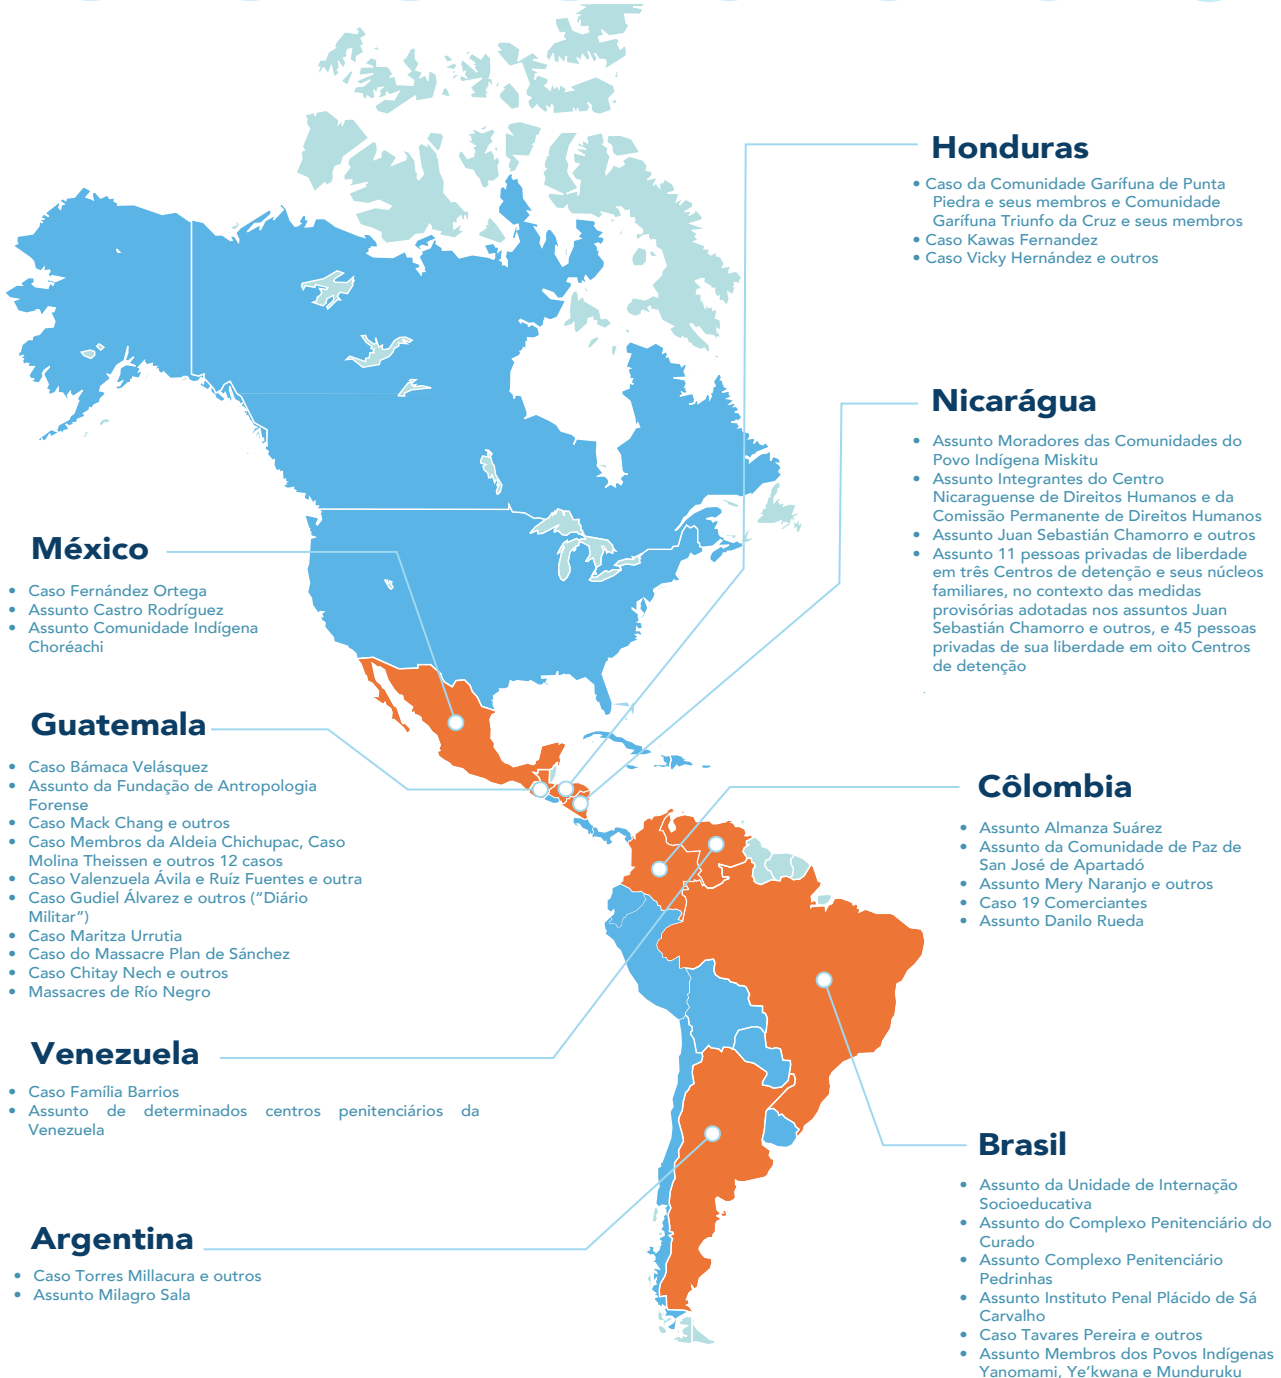 Honduras
• Caso da Comunidade Garífuna de Punta
Piedra e seus membros e Comunidade
Garífuna Triunfo da Cruz e seus membros
• Caso Kawas Fernandez
• Caso Vicky Hernández e outros
Nicarágua
• Assunto Moradores das Comunidades do
Povo Indígena Miskitu
• Assunto Integrantes do Centro
Nicaraguense de Direitos Humanos e da
Comissão Permanente de Direitos Humanos
• Assunto Juan Sebastián Chamorro e outros
• Assunto 11 pessoas privadas de liberdade
em três Centros de detenção e seus núcleos
familiares, no contexto das medidas
provisórias adotadas nos assuntos Juan
Sebastián Chamorro e outros, e 45 pessoas
privadas de sua liberdade em oito Centros
de detenção
México
• Caso Fernández Ortega
• Assunto Castro Rodríguez
• Assunto Comunidade Indígena
Choréachi
Guatemala
• Caso Bámaca Velásquez
• Assunto da Fundação de Antropologia
Forense
• Caso Mack Chang e outros
• Caso Membros da Aldeia Chichupac, Caso
Molina Theissen e outros 12 casos
• Caso Valenzuela Ávila e Ruíz Fuentes e outra
• Caso Gudiel Álvarez e outros (“Diário
Militar”)
• Caso Maritza Urrutia
• Caso do Massacre Plan de Sánchez
• Caso Chitay Nech e outros
• Massacres de Río Negro
Côlombia
• Assunto Almanza Suárez
• Assunto da Comunidade de Paz de
San José de Apartadó
• Assunto Mery Naranjo e outros
• Caso 19 Comerciantes
• Assunto Danilo Rueda
Venezuela
• Caso Família Barrios
• Assunto de determinados centros penitenciários da
Venezuela
Brasil
• Assunto da Unidade de Internação
Socioeducativa
• Assunto do Complexo Penitenciário do
Curado
• Assunto Complexo Penitenciário
Pedrinhas
• Assunto Instituto Penal Plácido de Sá
Carvalho
• Caso Tavares Pereira e outros
• Assunto Membros dos Povos Indígenas
Yanomami, Ye’kwana e Munduruku
Argentina
• Caso Torres Millacura e outros
• Assunto Milagro Sala